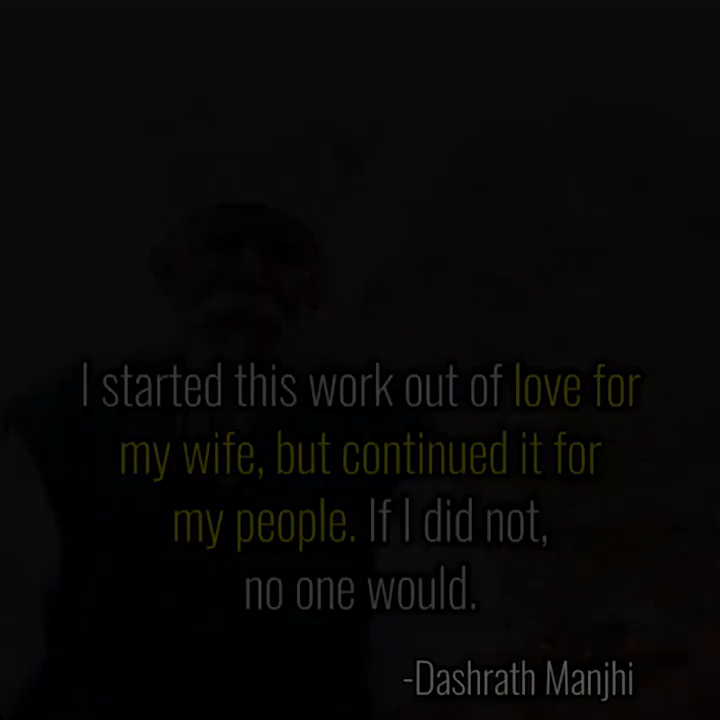 I started this work out of love for
my wife, but continued it for
my people. If I did not,
no one would.
-Dashrath Manjhi